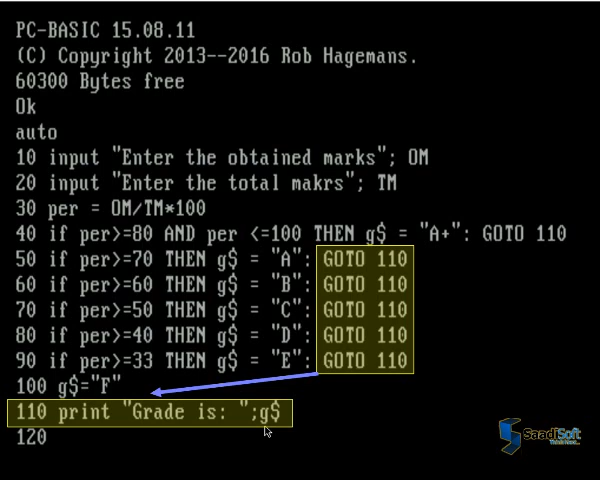 PC-BASIC 15.08.11
(C) Copyright 2013--2016 Rob Hagemans.
60300 Bytes free
Ok
auto
10 input "Enter the obtained marks"; OM
20 input "Enter the total makrs"; TM
30 per = OM/TM*100
40 if per>=80 AND per <=100 THEN g$ = "A+": GOTO 110
50 if per>=70 THEN g$ = "A": GOTO 110
60 if per>=60 THEN g$ = "B": GOTO 110
70 if per>=50 THEN g$ = "C": GOTO 110
80 if per>=40 THEN g$ = "D": GOTO 110
90 if per>=33 THEN g$ = "E": GOTO 110
100 g$="F"
110 print "Grade is: ";g$
120
SaadiSoft